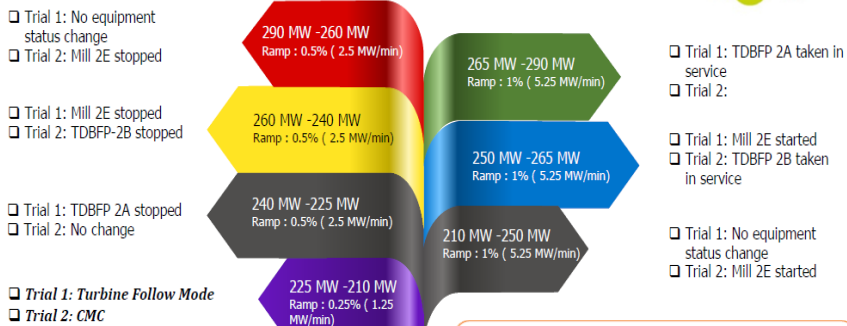 ❑ Trial 1: No equipment
status change
❑ Trial 2: Mill 2E stopped
290 MW -260 MW
Ramp : 0.5% ( 2.5 MW/min)
265 MW -290 MW
Ramp : 1% ( 5.25 MW/min)
❑ Trial 1: TDBFP 2A taken in
service
❑ Trial 2:
❑ Trial 1: Mill 2E stopped
❑ Trial 2: TDBFP-2B stopped
260 MW -240 MW
Ramp : 0.5% ( 2.5 MW/min)
250 MW -265 MW
Ramp : 1% ( 5.25 MW/min)
❑ Trial 1: Mill 2E started
❑ Trial 2: TDBFP 2B taken
in service
❑ Trial 1: TDBFP 2A stopped
❑ Trial 2: No change
240 MW -225 MW
Ramp : 0.5% ( 2.5 MW/min)
210 MW -250 MW
Ramp : 1% ( 5.25 MW/min)
❑ Trial 1: No equipment
status change
❑ Trial 2: Mill 2E started
❑ Trial 1: Turbine Follow Mode
❑ Trial 2: CMC
225 MW -210 MW
Ramp : 0.25% ( 1.25
MW/min)